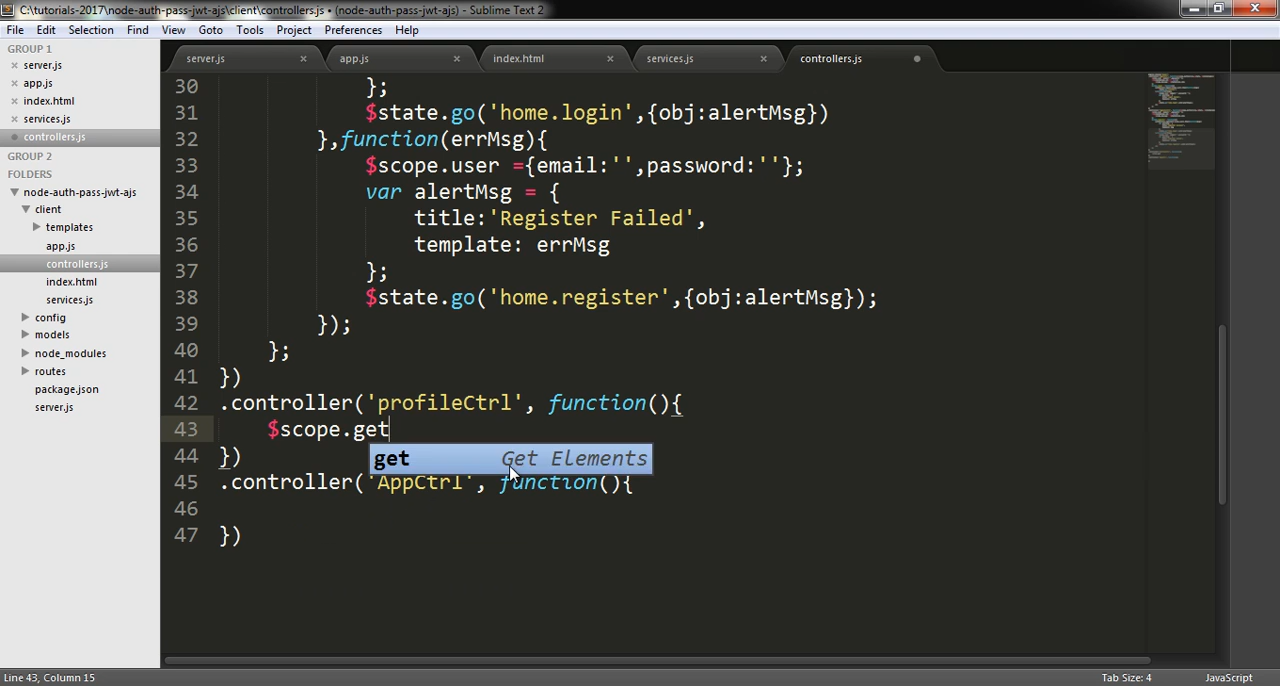 C:\tutorials-2017\node-auth-pass-jwt-ajs\client\controllers.js • (node-auth-pass-jwt-ajs) - Sublime Text 2
File Edit Selection Find View Goto Tools Project Preferences Help
GROUP 1
server.js
app.js
index.html
services.js
controllers.js
GROUP 2
FOLDERS
node-auth-pass-jwt-ajs
client
templates
app.js
controllers.js
index.html
services.js
config
models
node_modules
routes
package.json
server.js
server.js app.js index.html services.js controllers.js
30 };
31 $state.go('home.login',{obj:alertMsg})
32 },function(errMsg){
33 $scope.user ={email:'',password:''};
34 var alertMsg = {
35 title:'Register Failed',
36 template: errMsg
37 };
38 $state.go('home.register',{obj:alertMsg});
39 });
40 };
41 })
42 .controller('profileCtrl', function(){
43 $scope.get
get Get Elements
44 })
45 .controller('AppCtrl', function(){
46
47 })
Line 43, Column 15
Tab Size: 4 JavaScript